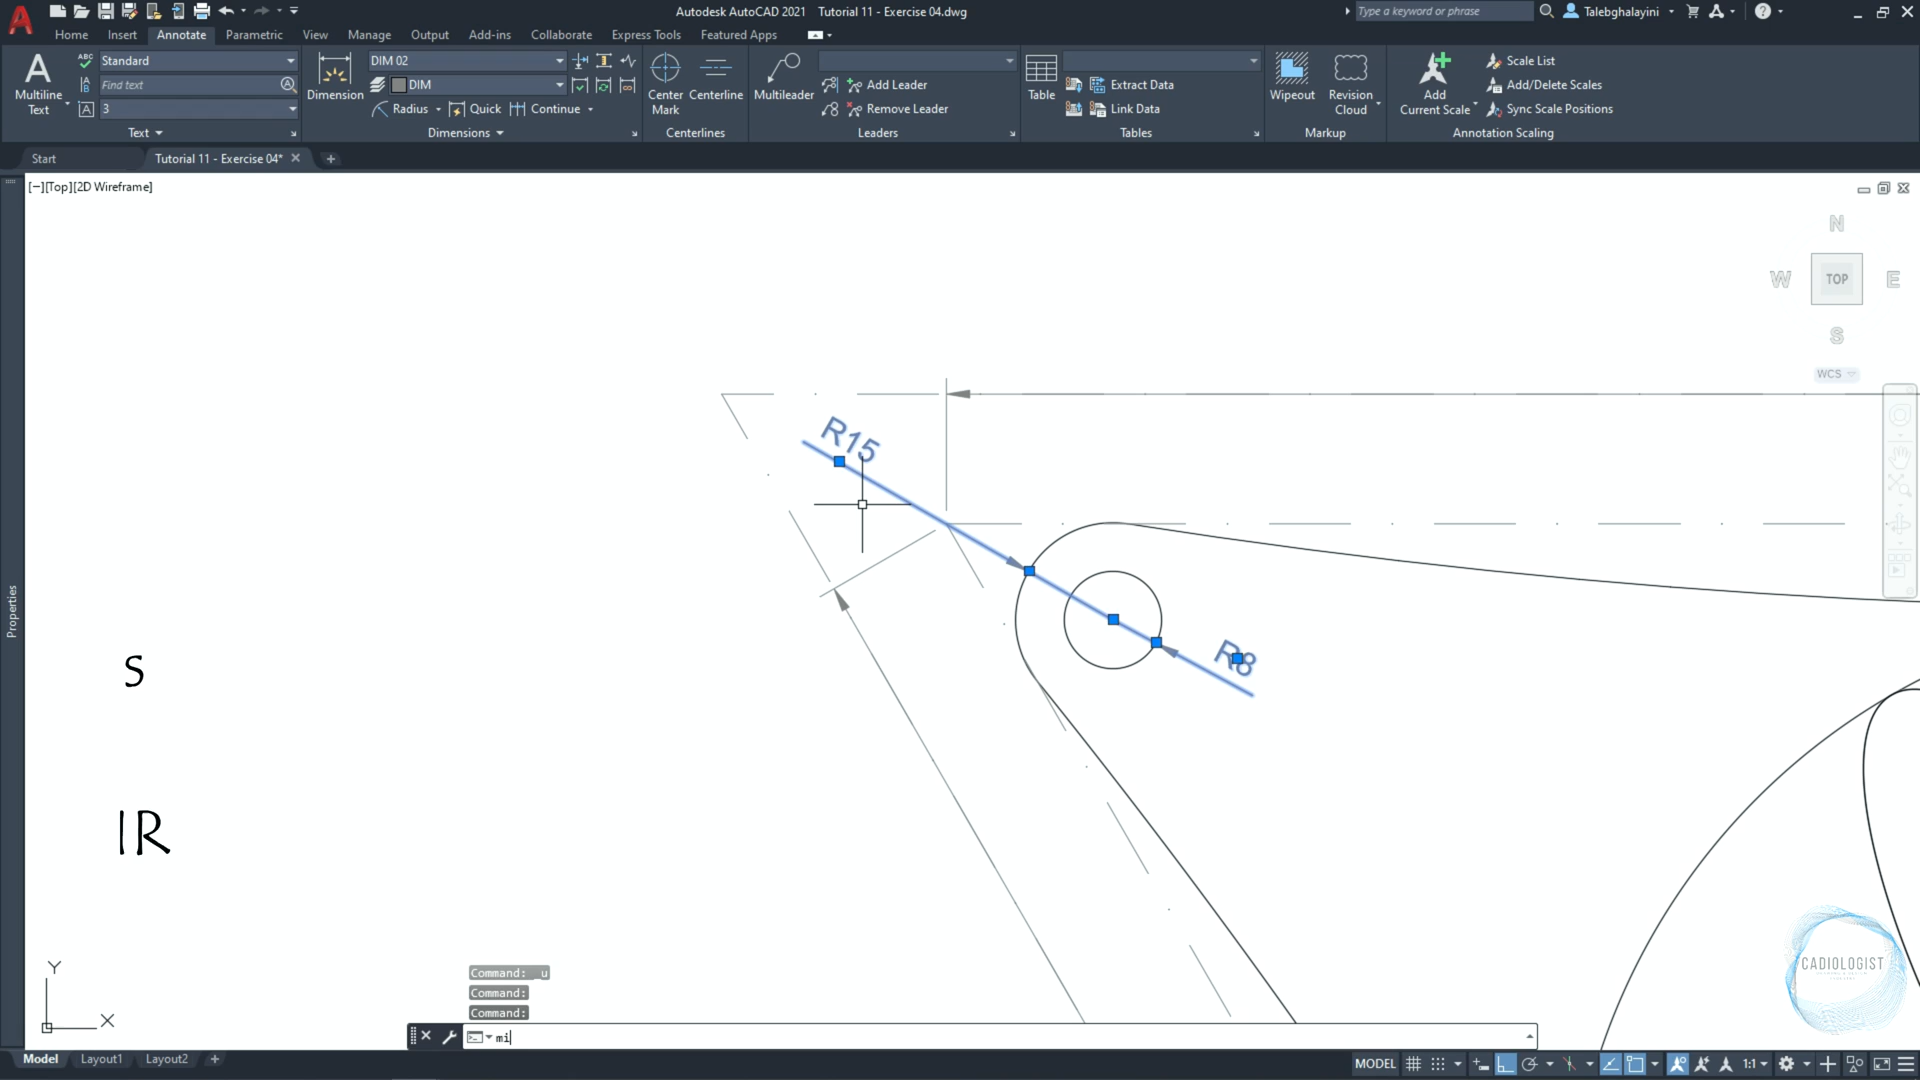 Autodesk AutoCAD 2021 Tutorial 11 - Exercise 04.dwg
Type a keyword or phrase
Talebghalayini
Home Insert Annotate Parametric View Manage Output Add-ins Collaborate Express Tools Featured Apps
Multiline Text
ABC
Standard
Find text
3
Text
Dimension
DIM 02
DIM
Radius Quick Continue
Dimensions
Center Mark
Centerline
Centerlines
Multileader
Add Leader
Remove Leader
Leaders
Table
Extract Data
Link Data
Tables
Wipeout
Revision Cloud
Markup
Add Current Scale
Scale List
Add/Delete Scales
Sync Scale Positions
Annotation Scaling
Start
Tutorial 11 - Exercise 04*
[−][Top][2D Wireframe]
N
W TOP E
S
WCS
R15
R8
Properties
S
IR
CADIOLOGIST
Y
X
Command: _u
Command:
Command:
mi
Model Layout1 Layout2
MODEL 1:1